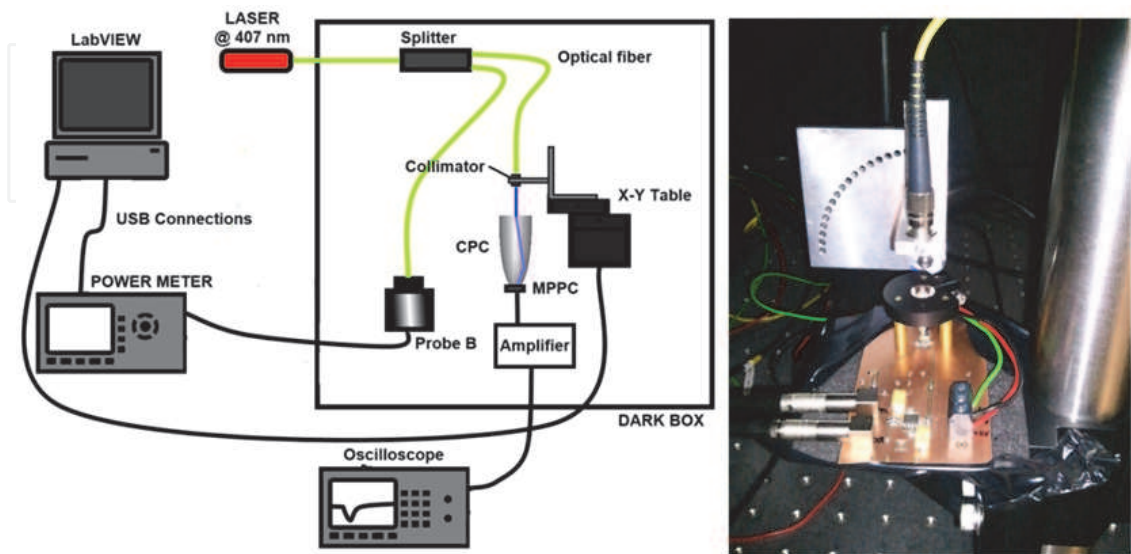 LabVIEW
LASER
@ 407 nm
Splitter
Optical fiber
Collimator
X-Y Table
USB Connections
CPC
POWER METER
MPPC
Probe B
Amplifier
DARK BOX
Oscilloscope